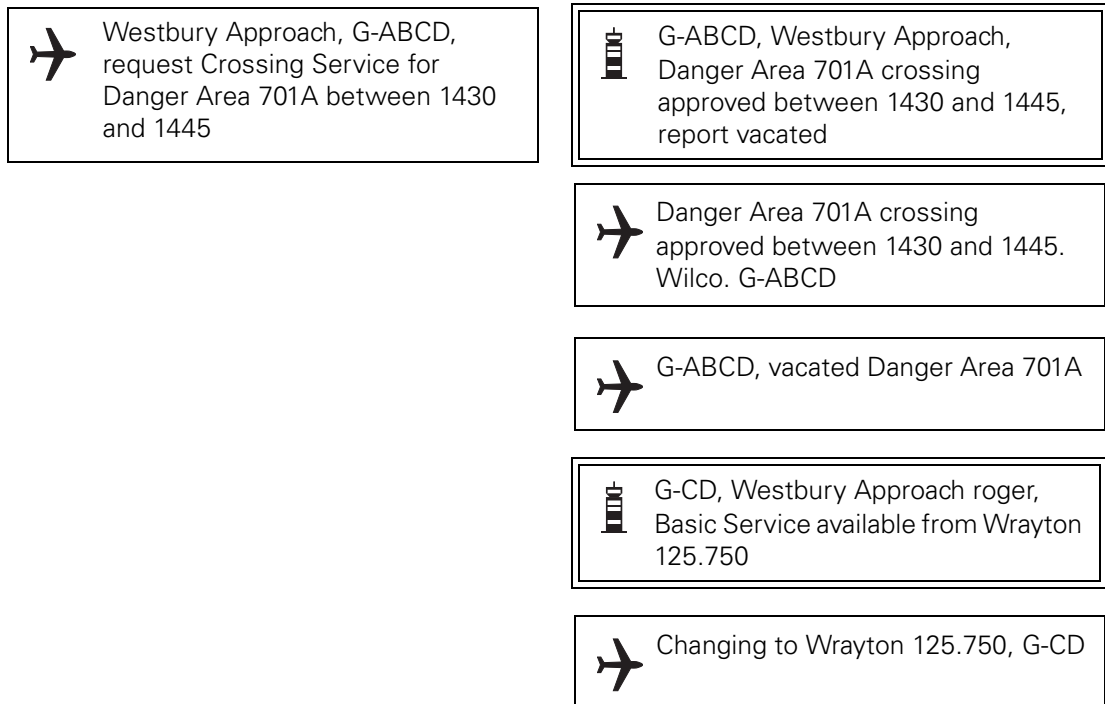 Westbury Approach, G-ABCD,
request Crossing Service for
Danger Area 701A between 1430
and 1445
G-ABCD, Westbury Approach,
Danger Area 701A crossing
approved between 1430 and 1445,
report vacated
Danger Area 701A crossing
approved between 1430 and 1445.
Wilco. G-ABCD
G-ABCD, vacated Danger Area 701A
G-CD, Westbury Approach roger,
Basic Service available from Wrayton
125.750
Changing to Wrayton 125.750, G-CD